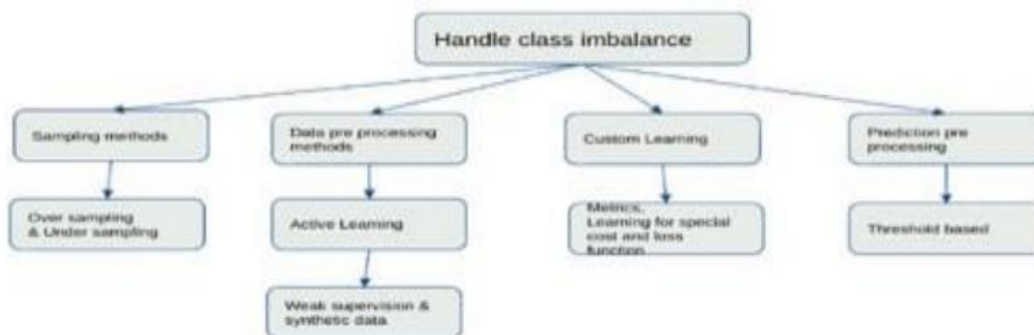 Handle class imbalance
Sampling methods
Data pre processing
methods
Custom Learning
Prediction pre
processing
Over sampling
& Under sampling
Active Learning
Metrics,
Learning for special
cost and loss
function
Threshold based
Weak supervision &
synthetic data